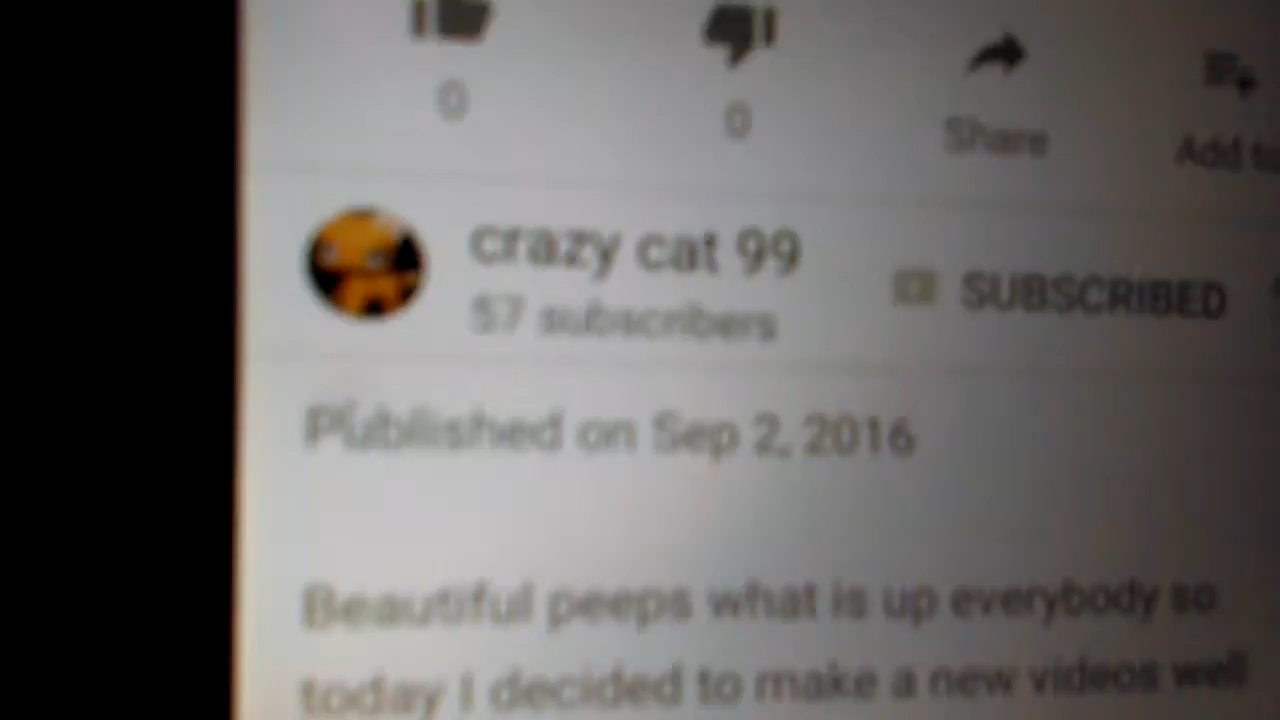 0 0 Share Add to
crazy cat 99
57 subscribers SUBSCRIBED
Published on Sep 2, 2016
Beautiful peeps what is up everybody so
today I decided to make a new videos well